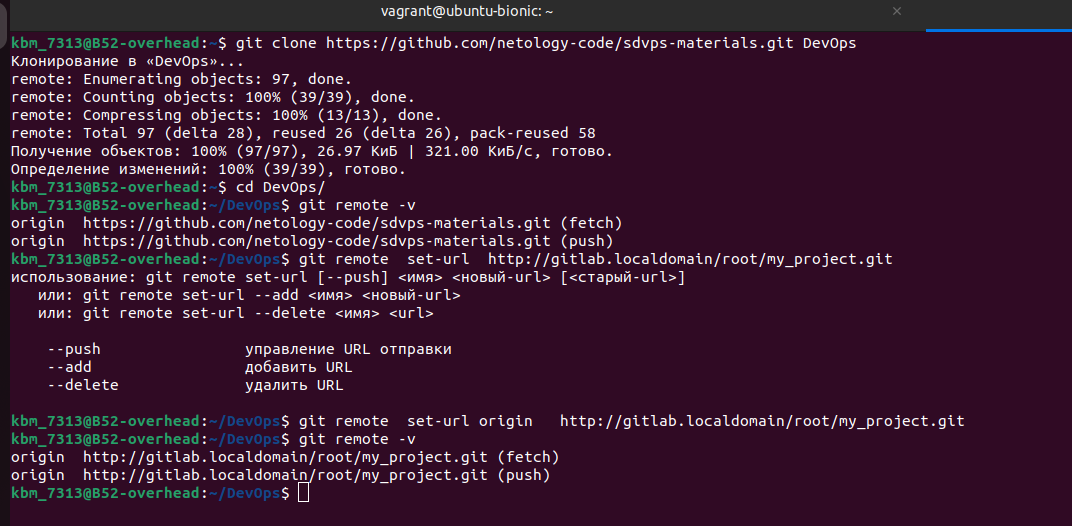 vagrant@ubuntu-bionic: ~
kbm_7313@B52-overhead:~$ git clone https://github.com/netology-code/sdvps-materials.git DevOps
Клонирование в «DevOps»...
remote: Enumerating objects: 97, done.
remote: Counting objects: 100% (39/39), done.
remote: Compressing objects: 100% (13/13), done.
remote: Total 97 (delta 28), reused 26 (delta 26), pack-reused 58
Получение объектов: 100% (97/97), 26.97 КиБ | 321.00 КиБ/с, готово.
Определение изменений: 100% (39/39), готово.
kbm_7313@B52-overhead:~$ cd DevOps/
kbm_7313@B52-overhead:~/DevOps$ git remote -v
origin  https://github.com/netology-code/sdvps-materials.git (fetch)
origin  https://github.com/netology-code/sdvps-materials.git (push)
kbm_7313@B52-overhead:~/DevOps$ git remote  set-url  http://gitlab.localdomain/root/my_project.git
использование: git remote set-url [--push] <имя> <новый-url> [<старый-url>]
   или: git remote set-url --add <имя> <новый-url>
   или: git remote set-url --delete <имя> <url>
    --push                управление URL отправки
    --add                 добавить URL
    --delete              удалить URL
kbm_7313@B52-overhead:~/DevOps$ git remote  set-url origin   http://gitlab.localdomain/root/my_project.git
kbm_7313@B52-overhead:~/DevOps$ git remote -v
origin  http://gitlab.localdomain/root/my_project.git (fetch)
origin  http://gitlab.localdomain/root/my_project.git (push)
kbm_7313@B52-overhead:~/DevOps$